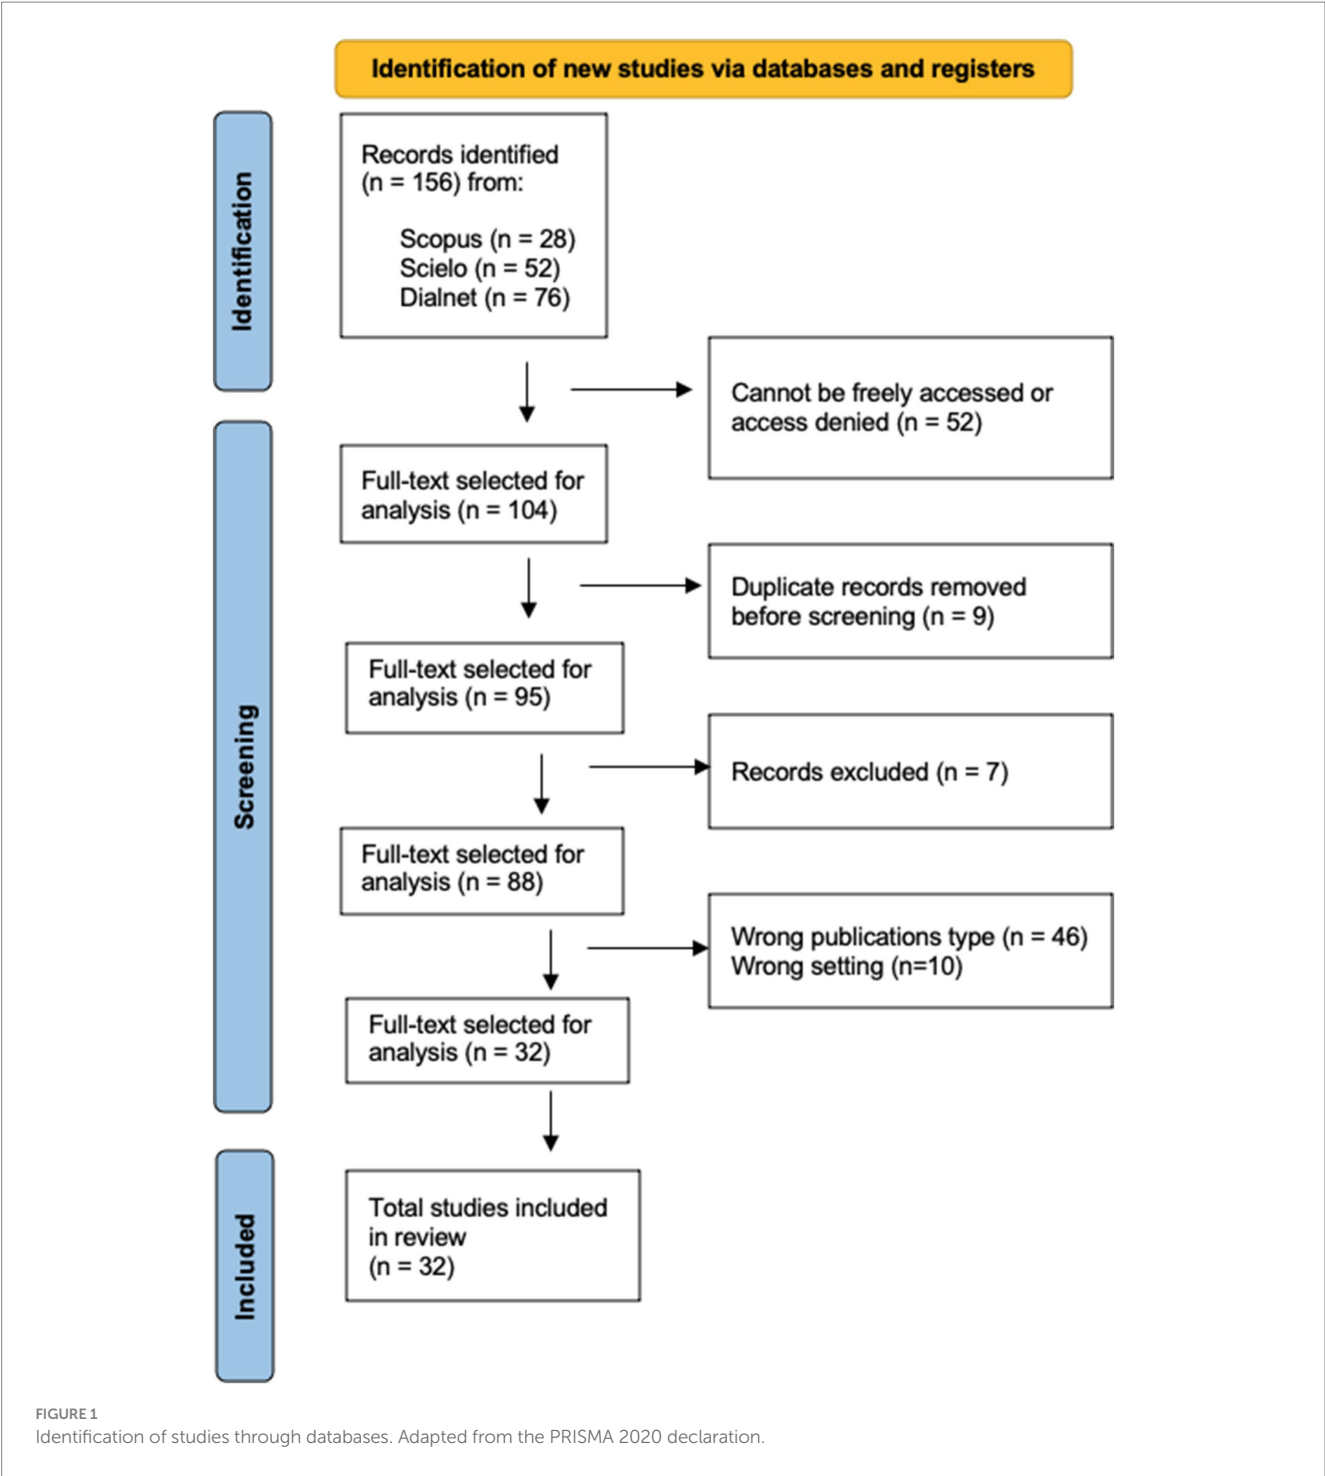 Identification of new studies via databases and registers
Identification
Records identified
(n = 156) from:
Scopus (n = 28)
Scielo (n = 52)
Dialnet (n = 76)
Cannot be freely accessed or
access denied (n = 52)
Screening
Full-text selected for
analysis (n = 104)
Duplicate records removed
before screening (n = 9)
Full-text selected for
analysis (n = 95)
Records excluded (n = 7)
Full-text selected for
analysis (n = 88)
Wrong publications type (n = 46)
Wrong setting (n=10)
Full-text selected for
analysis (n = 32)
Included
Total studies included
in review
(n = 32)
FIGURE 1
Identification of studies through databases. Adapted from the PRISMA 2020 declaration.